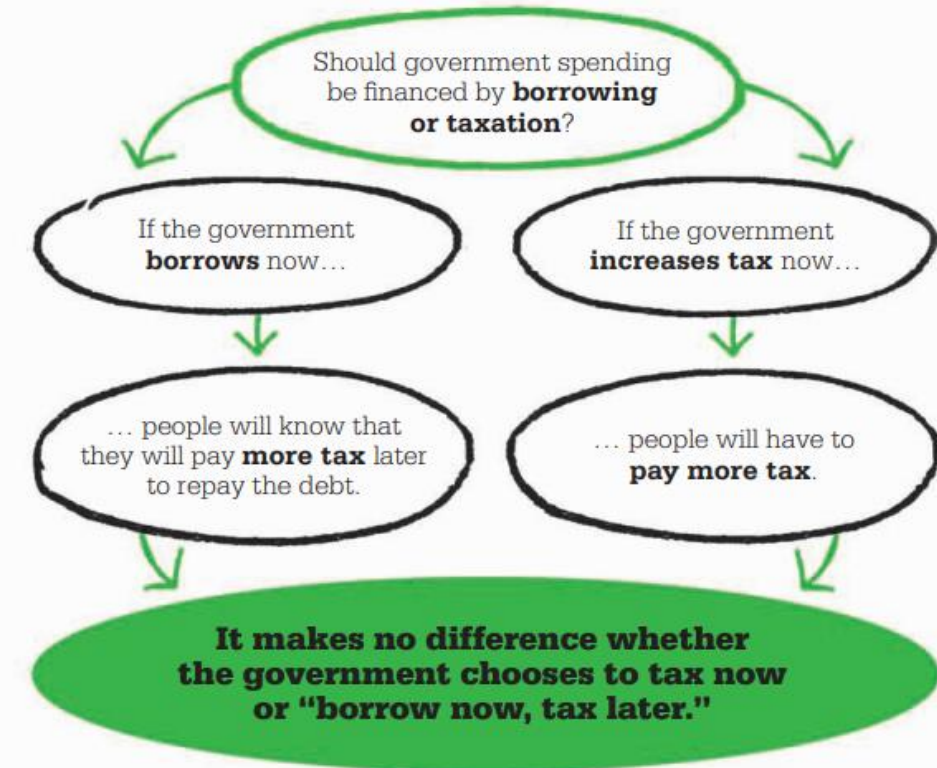 Should government spending
be financed by borrowing
or taxation?
If the government
borrows now…
… people will know that
they will pay more tax later
to repay the debt.
If the government
increases tax now…
… people will have to
pay more tax.
It makes no difference whether
the government chooses to tax now
or “borrow now, tax later.”